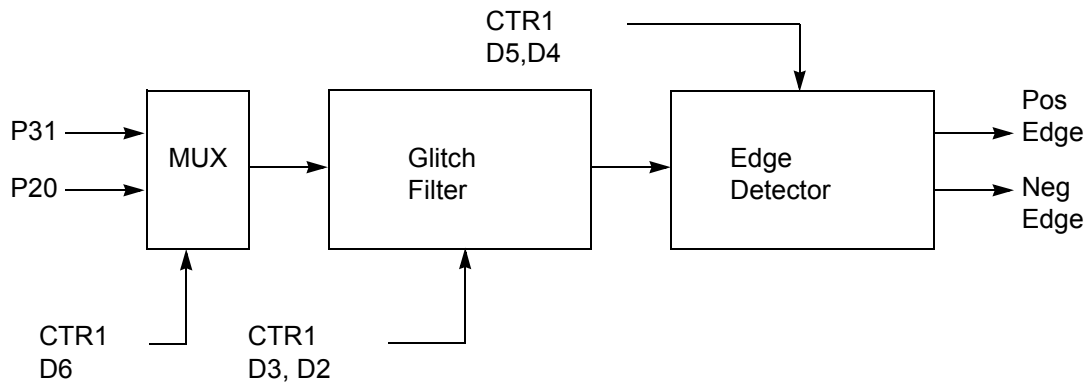 CTR1
D5,D4
P31
P20
MUX
Glitch
Filter
Edge
Detector
Pos
Edge
Neg
Edge
CTR1
D6
CTR1
D3, D2